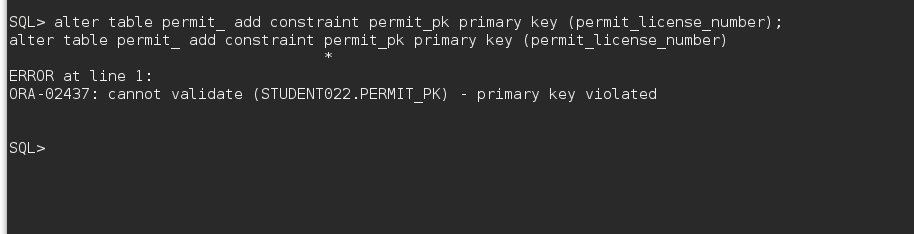 SQL> alter table permit_ add constraint permit_pk primary key (permit_license_number);
alter table permit_ add constraint permit_pk primary key (permit_license_number)
*
ERROR at line 1:
ORA-02437: cannot validate (STUDENT022.PERMIT_PK) - primary key violated
SQL>